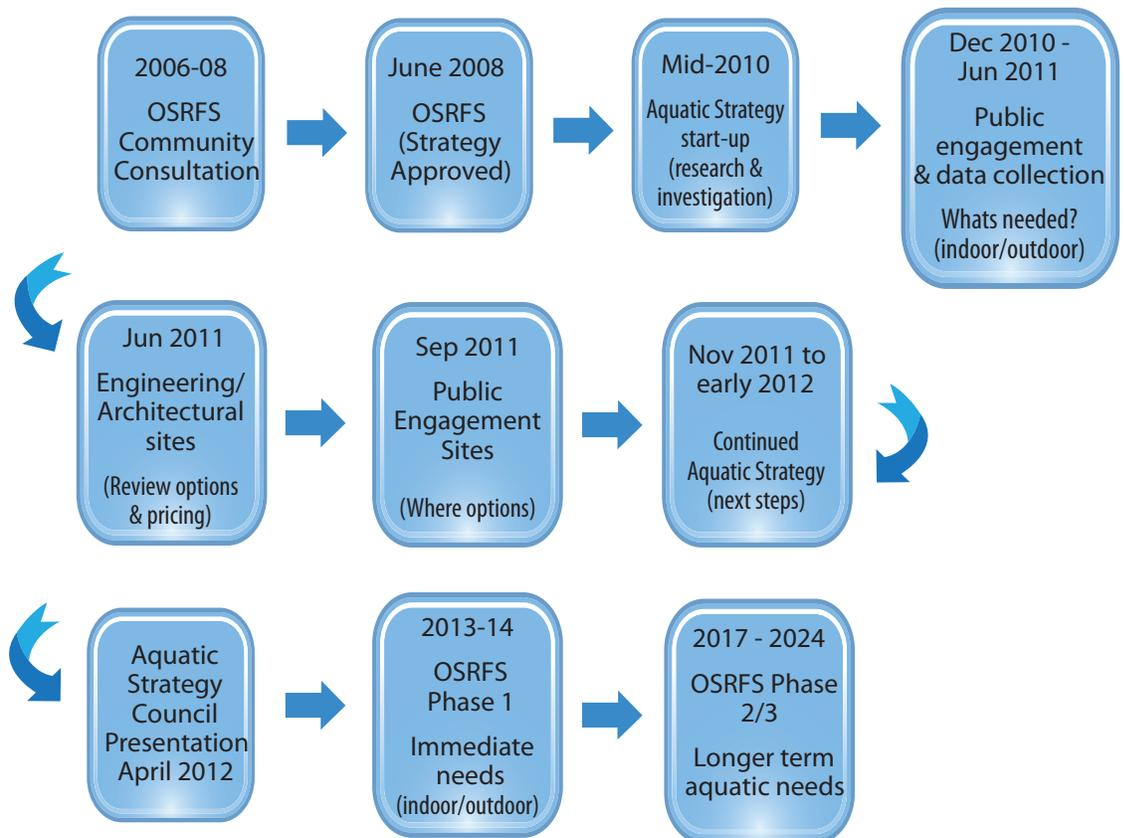 2006-08
OSRFS
Community
Consultation
June 2008
OSRFS
(Strategy
Approved)
Mid-2010
Aquatic Strategy
start-up
(research &
investigation)
Dec 2010 -
Jun 2011
Public
engagement
& data collection
Whats needed?
(indoor/outdoor)
Jun 2011
Engineering/
Architectural
sites
(Review options
& pricing)
Sep 2011
Public
Engagement
Sites
(Where options)
Nov 2011 to
early 2012
Continued
Aquatic Strategy
(next steps)
Aquatic
Strategy
Council
Presentation
April 2012
2013-14
OSRFS
Phase 1
Immediate
needs
(indoor/outdoor)
2017 - 2024
OSRFS Phase
2/3
Longer term
aquatic needs